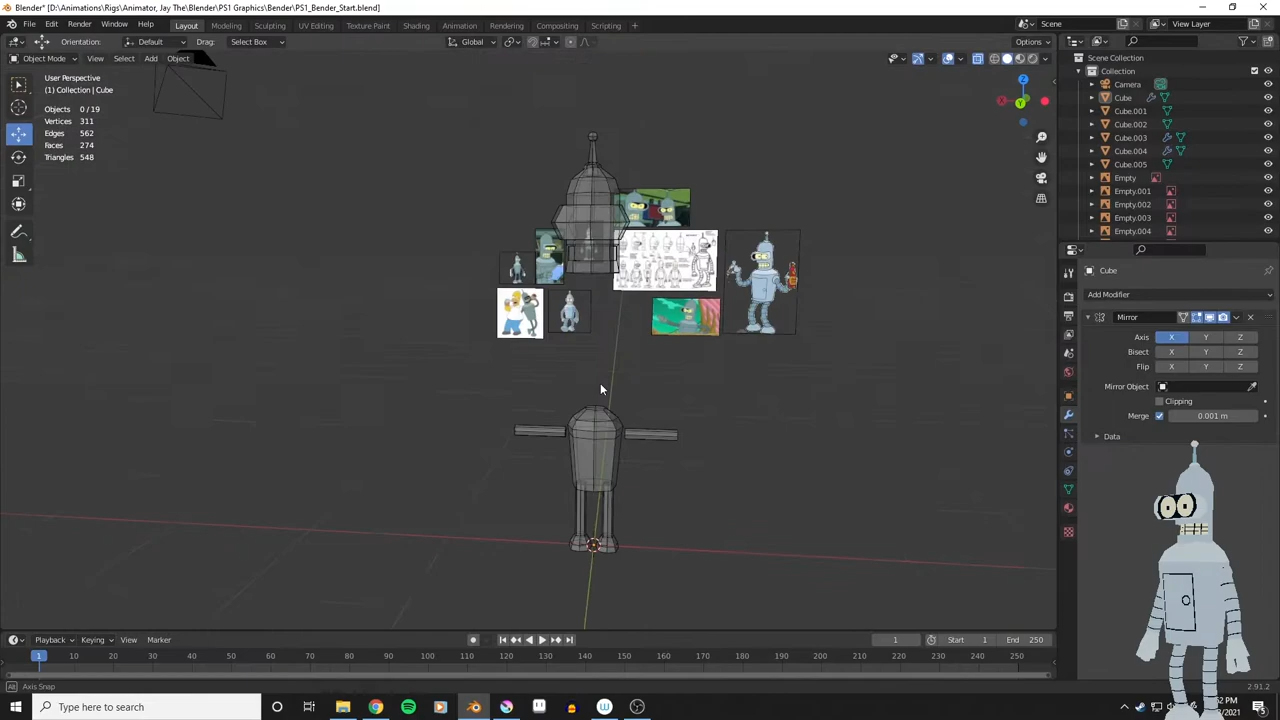 Blender* [D:\Animations\Rigs\Animator, Jay The\Blender\PS1 Graphics\Bender\PS1_Bender_Start.blend]
File Edit Render Window Help Layout Modeling Sculpting UV Editing Texture Paint Shading Animation Rendering Compositing Scripting + Scene View Layer
Orientation: Default Drag: Select Box Global Options
Object Mode View Select Add Object
User Perspective
(1) Collection | Cube
Objects 0 / 19
Vertices 311
Edges 562
Faces 274
Triangles 548
Z
Y
Scene Collection
Collection
Camera
Cube
Cube.001
Cube.002
Cube.003
Cube.004
Cube.005
Empty
Empty.001
Empty.002
Empty.003
Empty.004
Cube
Add Modifier
Mirror
Axis X Y Z
Bisect X Y Z
Flip X Y Z
Mirror Object
Clipping
Merge 0.001 m
Data
Playback Keying View Marker 1 Start 1 End 250
1 10 20 30 40 50 60 70 80 90 100 110 120 130 140 150 160 170 180 190 200 210 220 230 240 250
Axis Snap 2.91.2
Type here to search